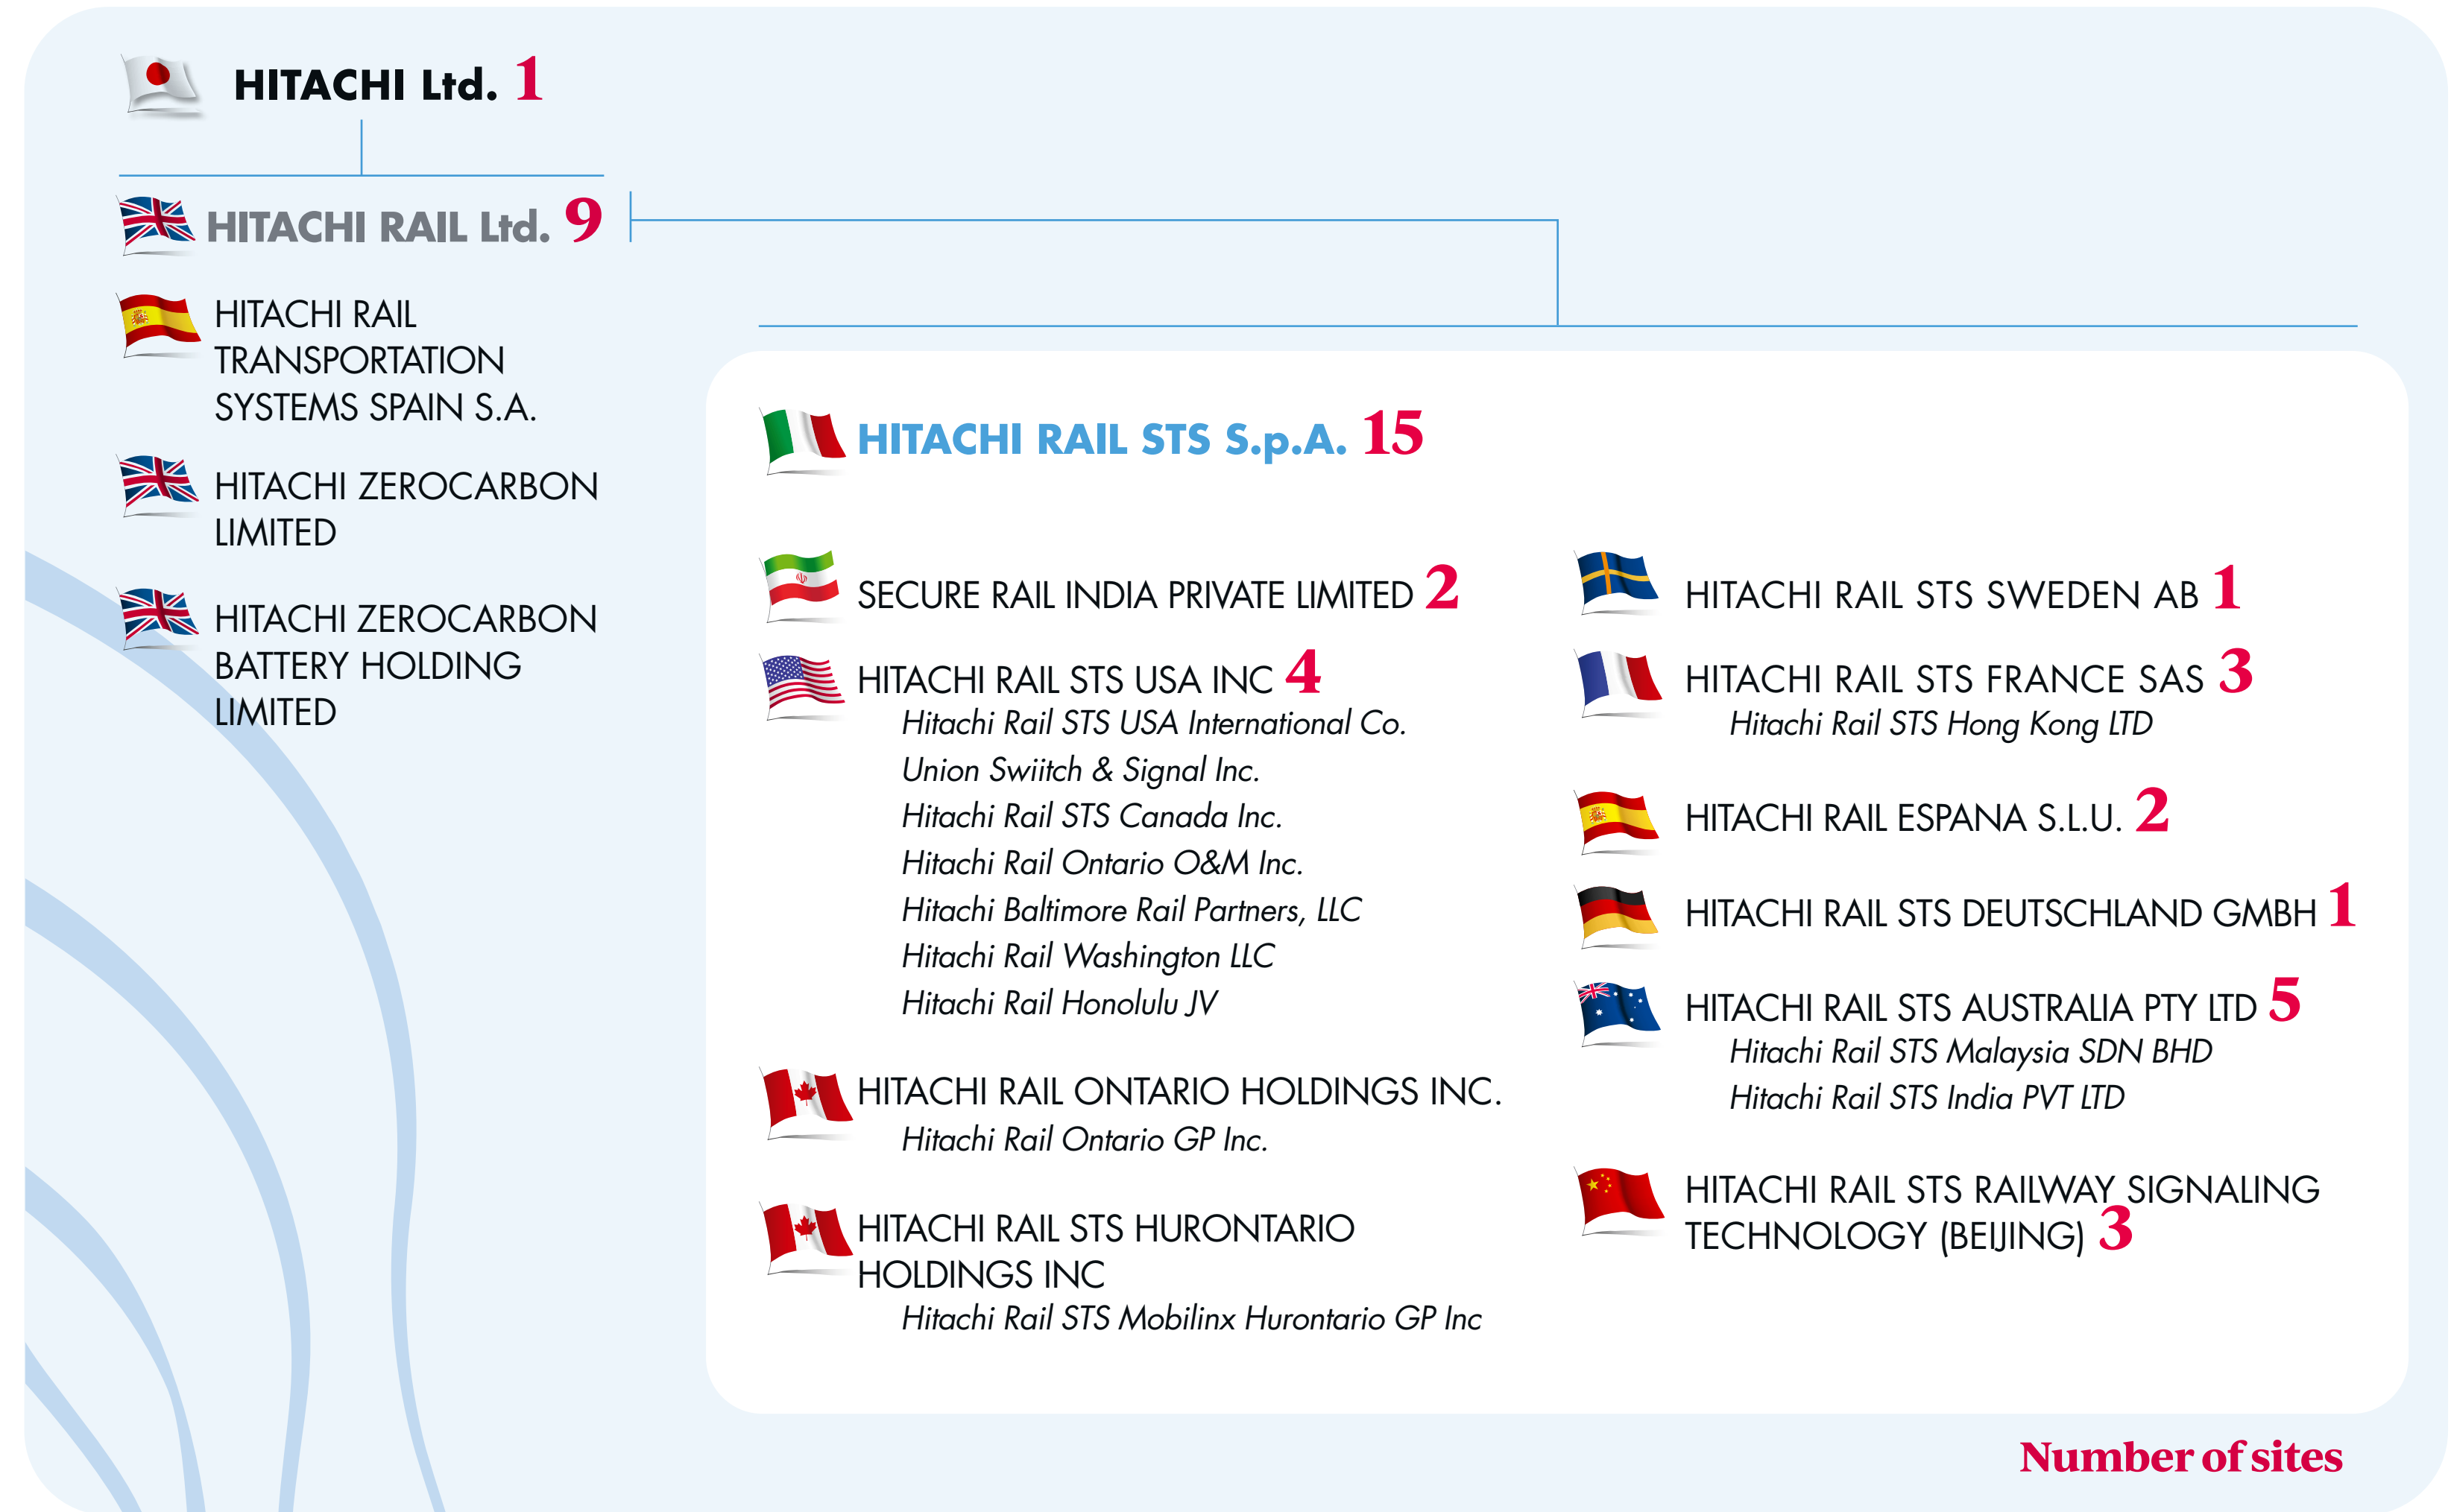 HITACHI Ltd. 1
HITACHI RAIL Ltd. 9
HITACHI RAIL
TRANSPORTATION
SYSTEMS SPAIN S.A.
HITACHI ZEROCARBON
LIMITED
HITACHI ZEROCARBON
BATTERY HOLDING
LIMITED
HITACHI RAIL STS S.p.A. 15
SECURE RAIL INDIA PRIVATE LIMITED 2
HITACHI RAIL STS USA INC 4
Hitachi Rail STS USA International Co.
Union Swiitch & Signal Inc.
Hitachi Rail STS Canada Inc.
Hitachi Rail Ontario O&M Inc.
Hitachi Baltimore Rail Partners, LLC
Hitachi Rail Washington LLC
Hitachi Rail Honolulu JV
HITACHI RAIL ONTARIO HOLDINGS INC.
Hitachi Rail Ontario GP Inc.
HITACHI RAIL STS HURONTARIO
HOLDINGS INC
Hitachi Rail STS Mobilinx Hurontario GP Inc
HITACHI RAIL STS SWEDEN AB 1
HITACHI RAIL STS FRANCE SAS 3
Hitachi Rail STS Hong Kong LTD
HITACHI RAIL ESPANA S.L.U. 2
HITACHI RAIL STS DEUTSCHLAND GMBH 1
HITACHI RAIL STS AUSTRALIA PTY LTD 5
Hitachi Rail STS Malaysia SDN BHD
Hitachi Rail STS India PVT LTD
HITACHI RAIL STS RAILWAY SIGNALING
TECHNOLOGY (BEIJING) 3
Number of sites